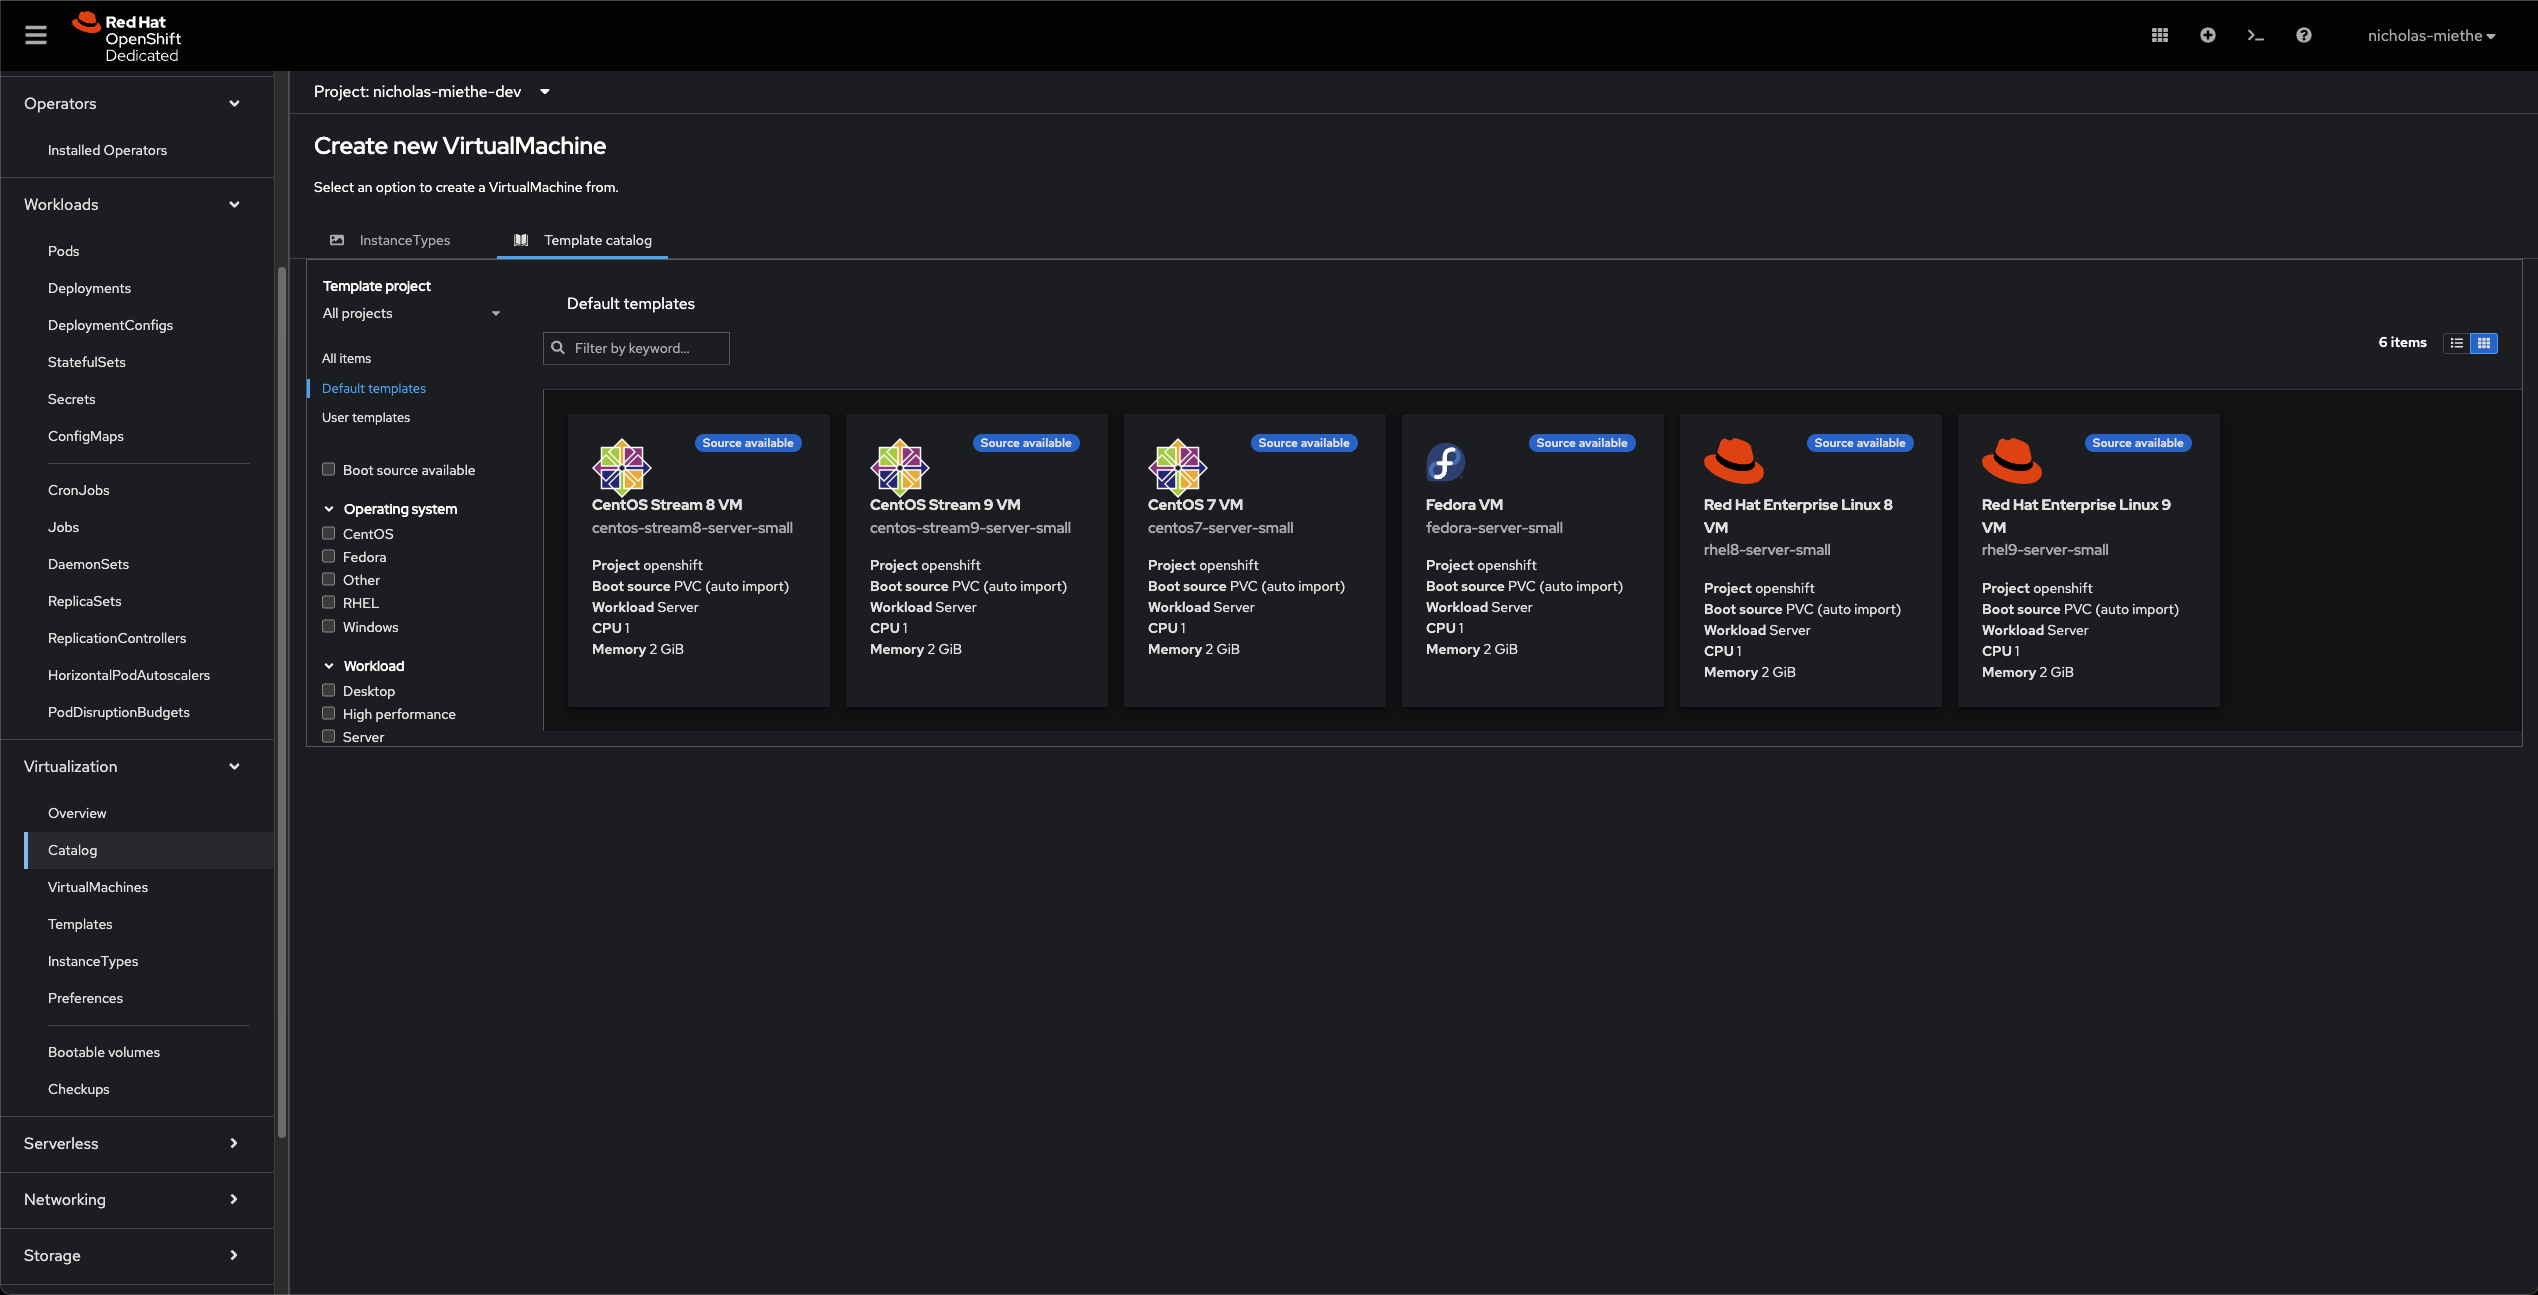 Red Hat
OpenShift
Dedicated
nicholas-miethe
Operators
Installed Operators
Workloads
Pods
Deployments
DeploymentConfigs
StatefulSets
Secrets
ConfigMaps
CronJobs
Jobs
DaemonSets
ReplicaSets
ReplicationControllers
HorizontalPodAutoscalers
PodDisruptionBudgets
Virtualization
Overview
Catalog
VirtualMachines
Templates
InstanceTypes
Preferences
Bootable volumes
Checkups
Serverless
Networking
Storage
Project: nicholas-miethe-dev
Create new VirtualMachine
Select an option to create a VirtualMachine from.
InstanceTypes
Template catalog
Template project
All projects
All items
Default templates
User templates
Boot source available
Operating system
CentOS
Fedora
Other
RHEL
Windows
Workload
Desktop
High performance
Server
Default templates
Filter by keyword...
6 items
Source available
CentOS Stream 8 VM
centos-stream8-server-small
Project openshift
Boot source PVC (auto import)
Workload Server
CPU 1
Memory 2 GiB
Source available
CentOS Stream 9 VM
centos-stream9-server-small
Project openshift
Boot source PVC (auto import)
Workload Server
CPU 1
Memory 2 GiB
Source available
CentOS 7 VM
centos7-server-small
Project openshift
Boot source PVC (auto import)
Workload Server
CPU 1
Memory 2 GiB
Source available
Fedora VM
fedora-server-small
Project openshift
Boot source PVC (auto import)
Workload Server
CPU 1
Memory 2 GiB
Source available
Red Hat Enterprise Linux 8
VM
rhel8-server-small
Project openshift
Boot source PVC (auto import)
Workload Server
CPU 1
Memory 2 GiB
Source available
Red Hat Enterprise Linux 9
VM
rhel9-server-small
Project openshift
Boot source PVC (auto import)
Workload Server
CPU 1
Memory 2 GiB